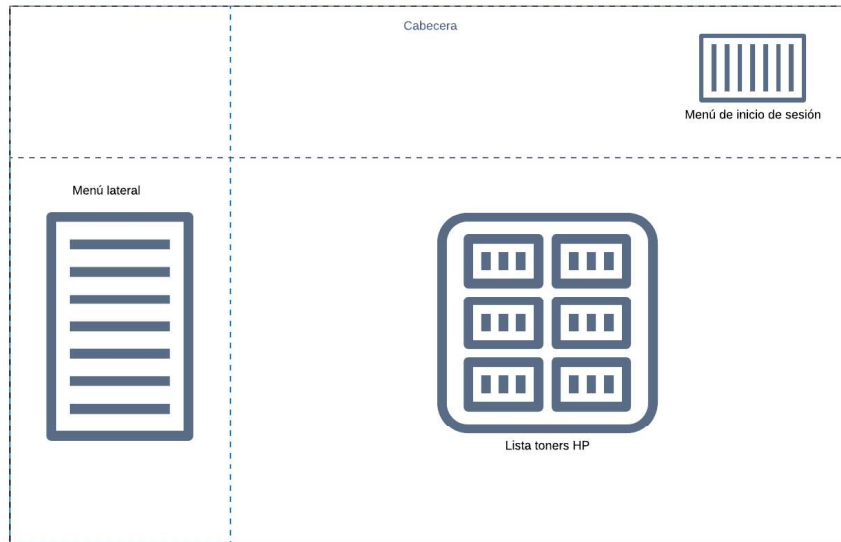 Cabecera
Menú de inicio de sesión
Menú lateral
Lista toners HP